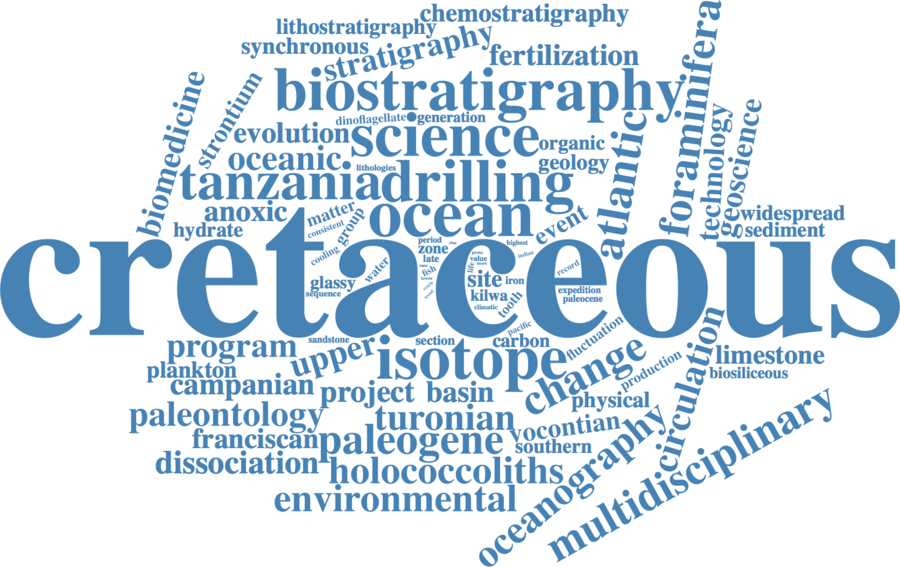 chemostratigraphy
lithostratigraphy
synchronous
stratigraphy
fertilization
foraminifera
biostratigraphy
biomedicine
strontium
dinoflagellate
generation
evolution
science
organic
atlantic
technology
geoscience
oceanic
lithologies
geology
tanzania
drilling
anoxic
matter
ocean
event
widespread
hydrate
consistent
group
sediment
cretaceous
period
rise
highest
zone
value
indian
late
cooling
water
fish
life
record
glassy
site
iron
sequence
kilwa
tooth
expedition
paleocene
climatic
pacific
fluctuation
sandstone
section
carbon
program
upper
isotope
change
production
circulation
limestone
plankton
biosiliceous
campanian
project
basin
physical
paleontology
turonian
vocontian
franciscan
paleogene
southern
dissociation
holococcoliths
oceanography
multidisciplinary
environmental